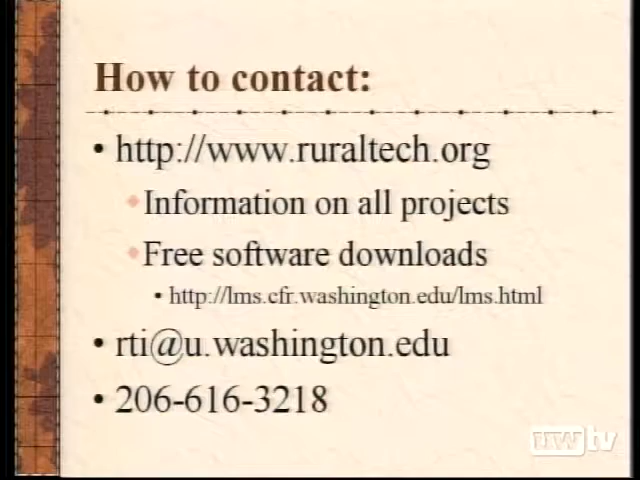 How to contact:
• http://www.ruraltech.org
Information on all projects
Free software downloads
• http://lms.cfr.washington.edu/lms.html
• rti@u.washington.edu
• 206-616-3218
uwtv